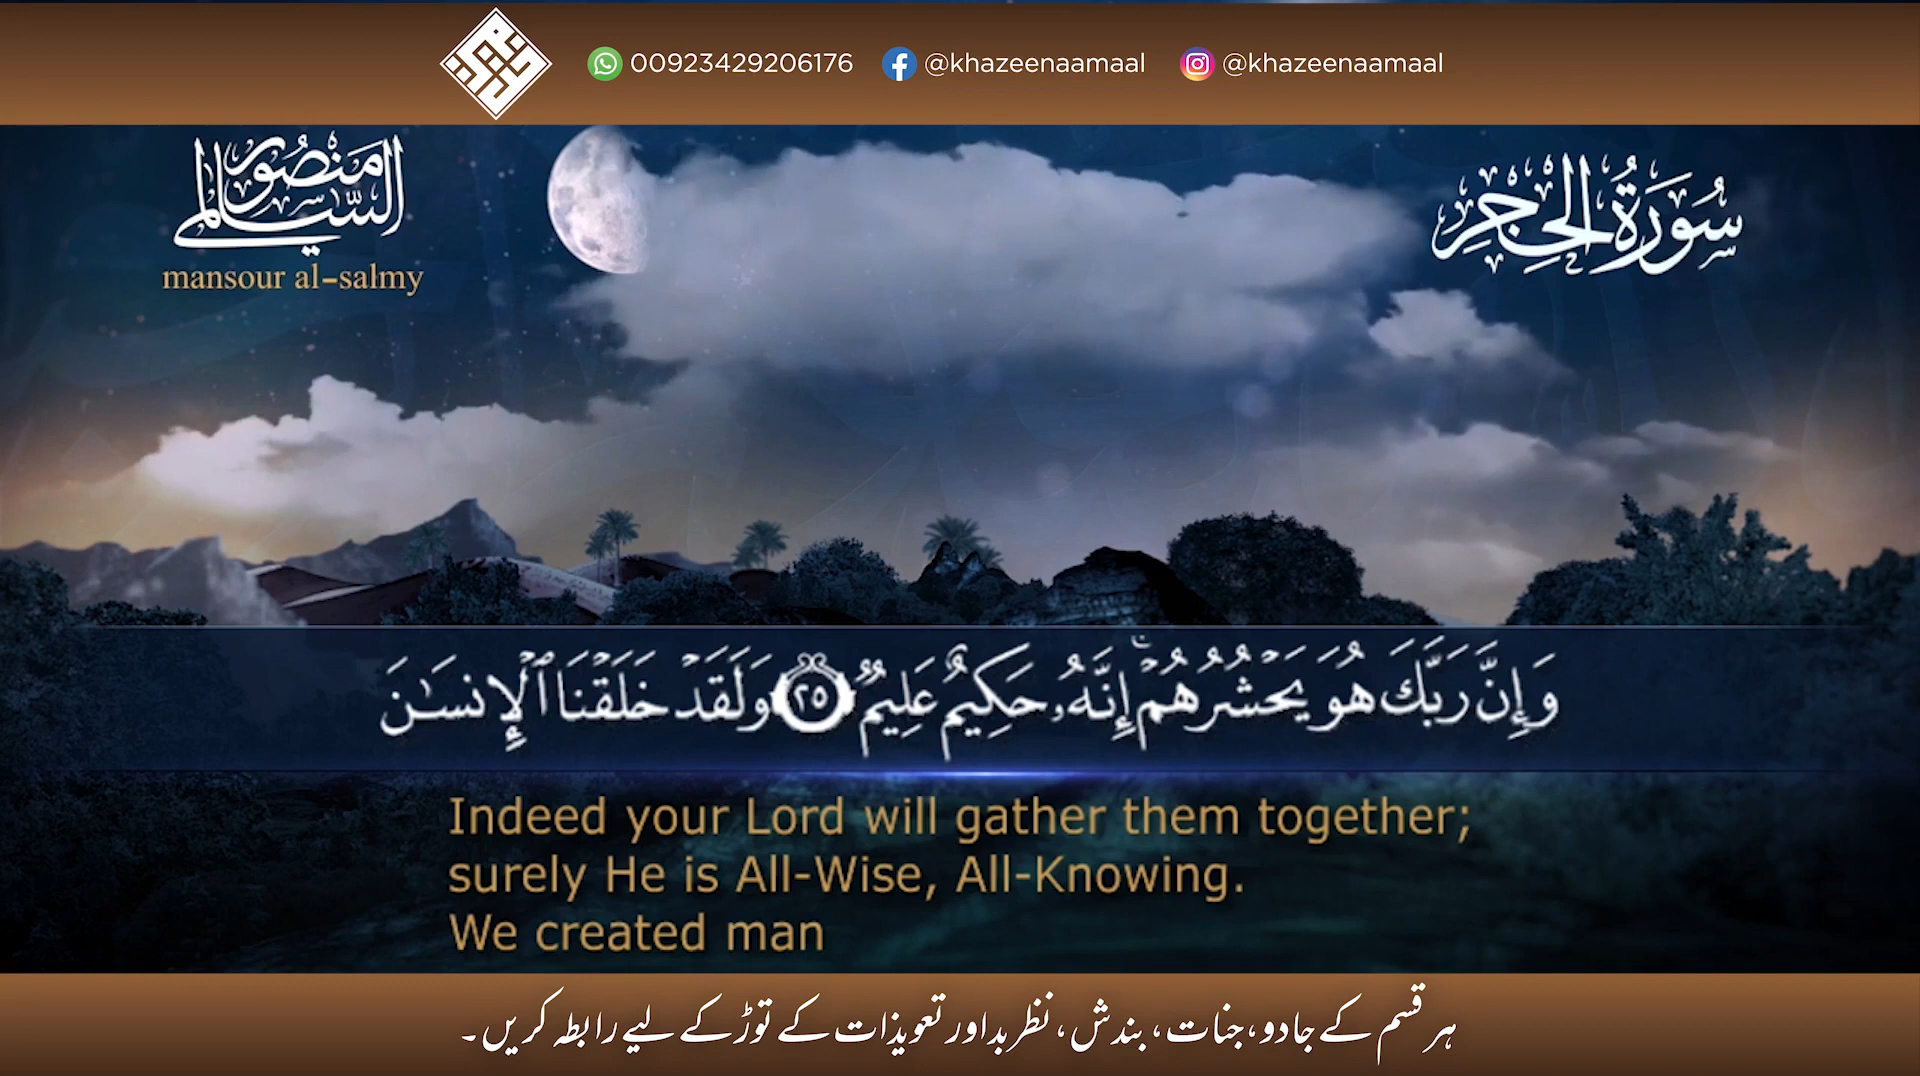 00923429206176 @khazeenaamaal @khazeenaamaal
منصور السالمي
mansour al-salmy
سُورَةُ الحِجر
وَإِنَّ رَبَّكَ هُوَ يَحْشُرُهُمْ ۚ إِنَّهُۥ حَكِيمٌ عَلِيمٌ ٢٥ وَلَقَدْ خَلَقْنَا ٱلْإِنسَـٰنَ
Indeed your Lord will gather them together;
surely He is All-Wise, All-Knowing.
We created man
ہر قسم کے جادو، جنات، بندش، نظر بد اور تعویذات کے توڑ کے لیے رابطہ کریں۔